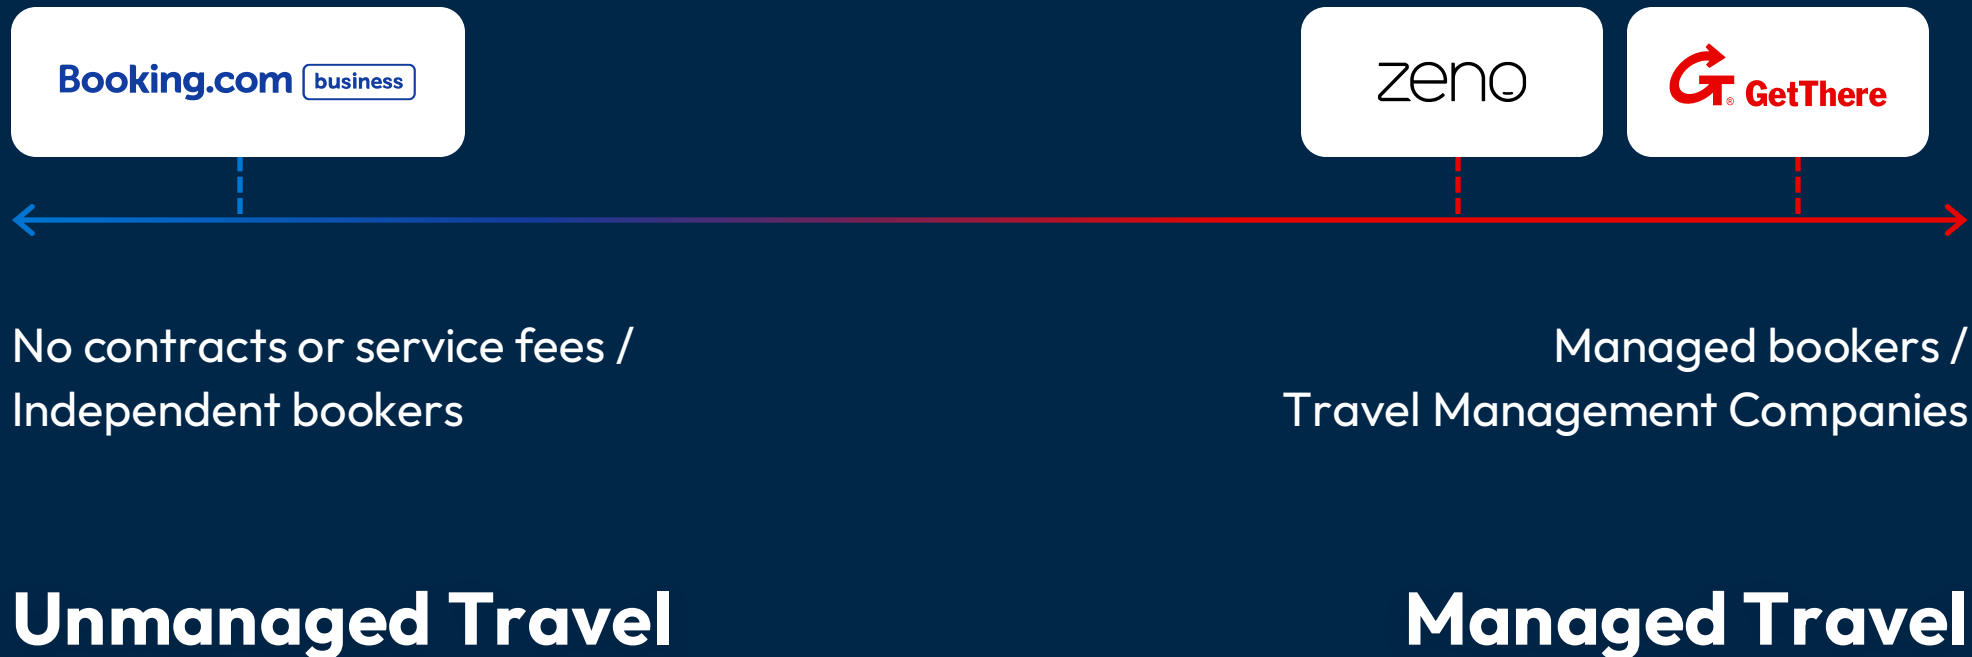 Booking.com business
zeno
GT® GetThere
No contracts or service fees /
Independent bookers
Managed bookers /
Travel Management Companies
Unmanaged Travel
Managed Travel